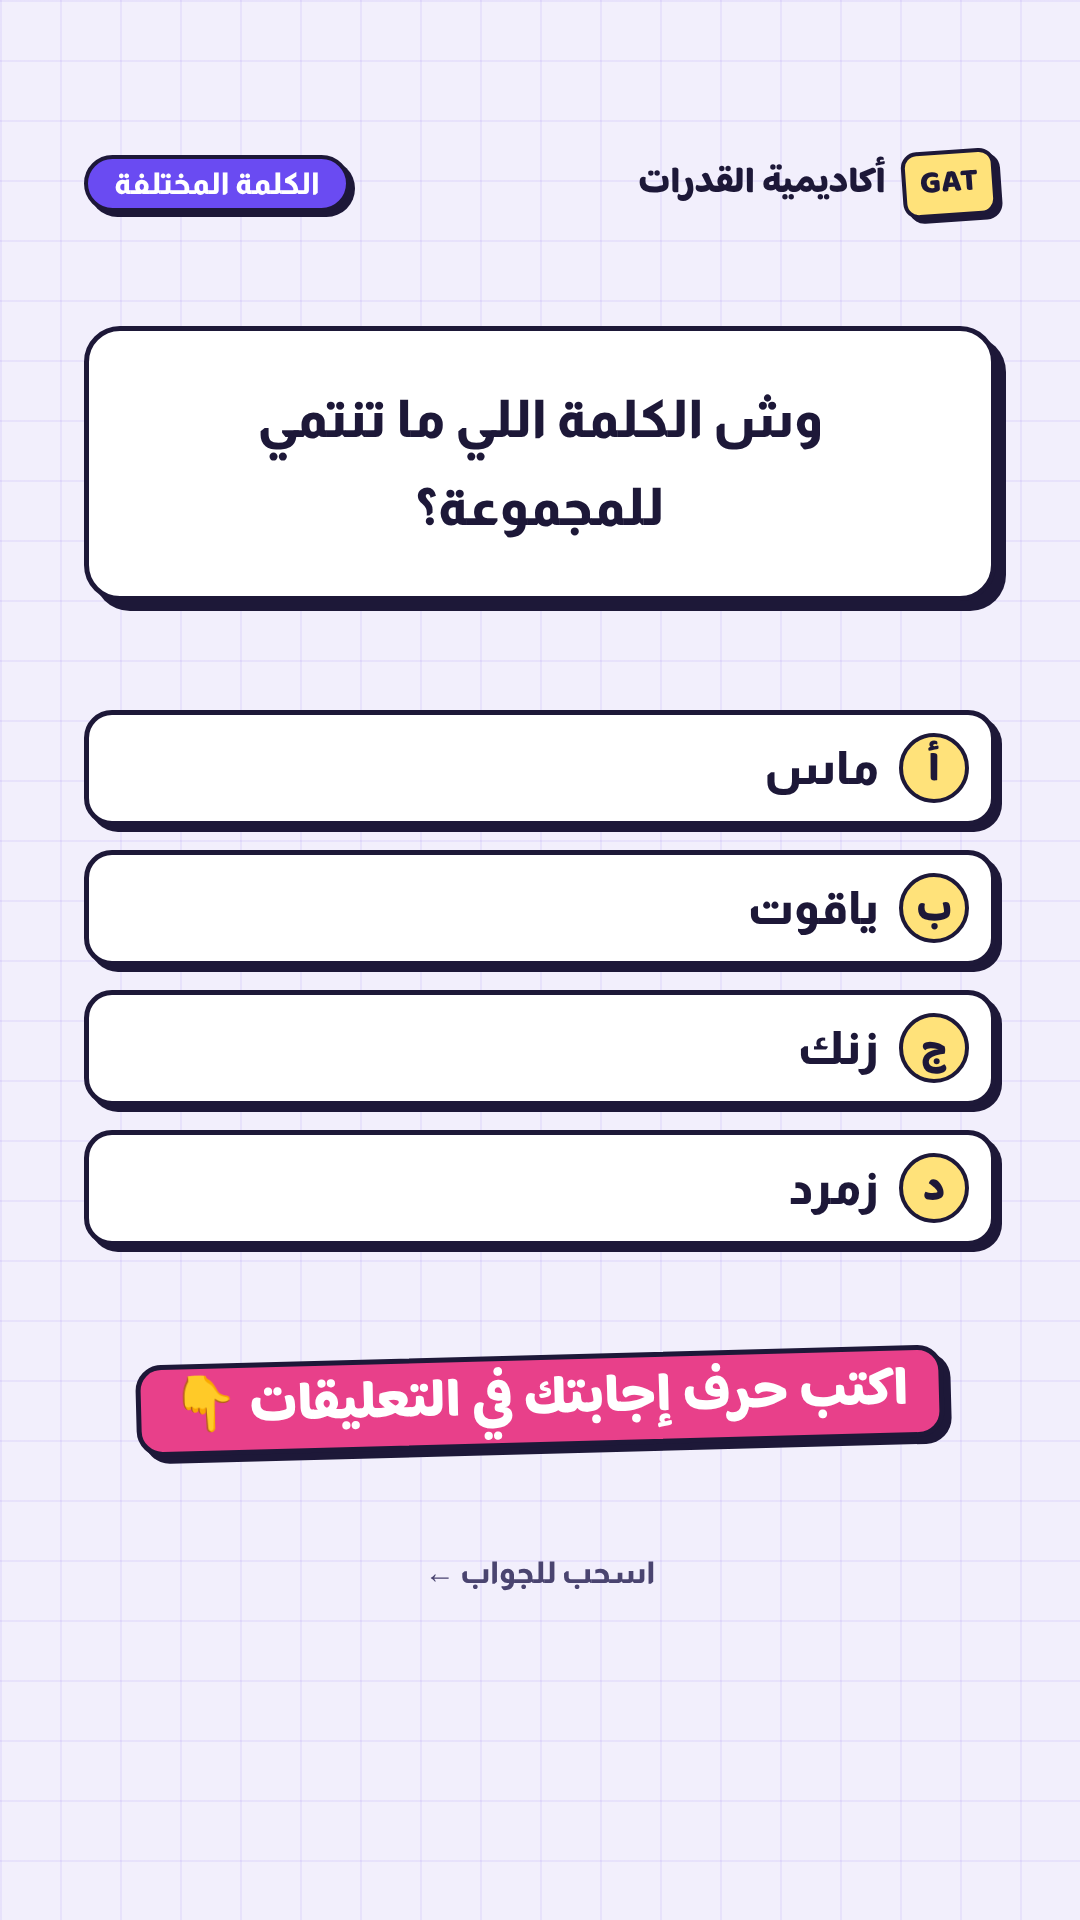 GAT أكاديمية القدرات
الكلمة المختلفة
وش الكلمة اللي ما تنتمي
للمجموعة؟
أ ماس
ب ياقوت
ج زنك
د زمرد
اكتب حرف إجابتك في التعليقات 👇
اسحب للجواب ←